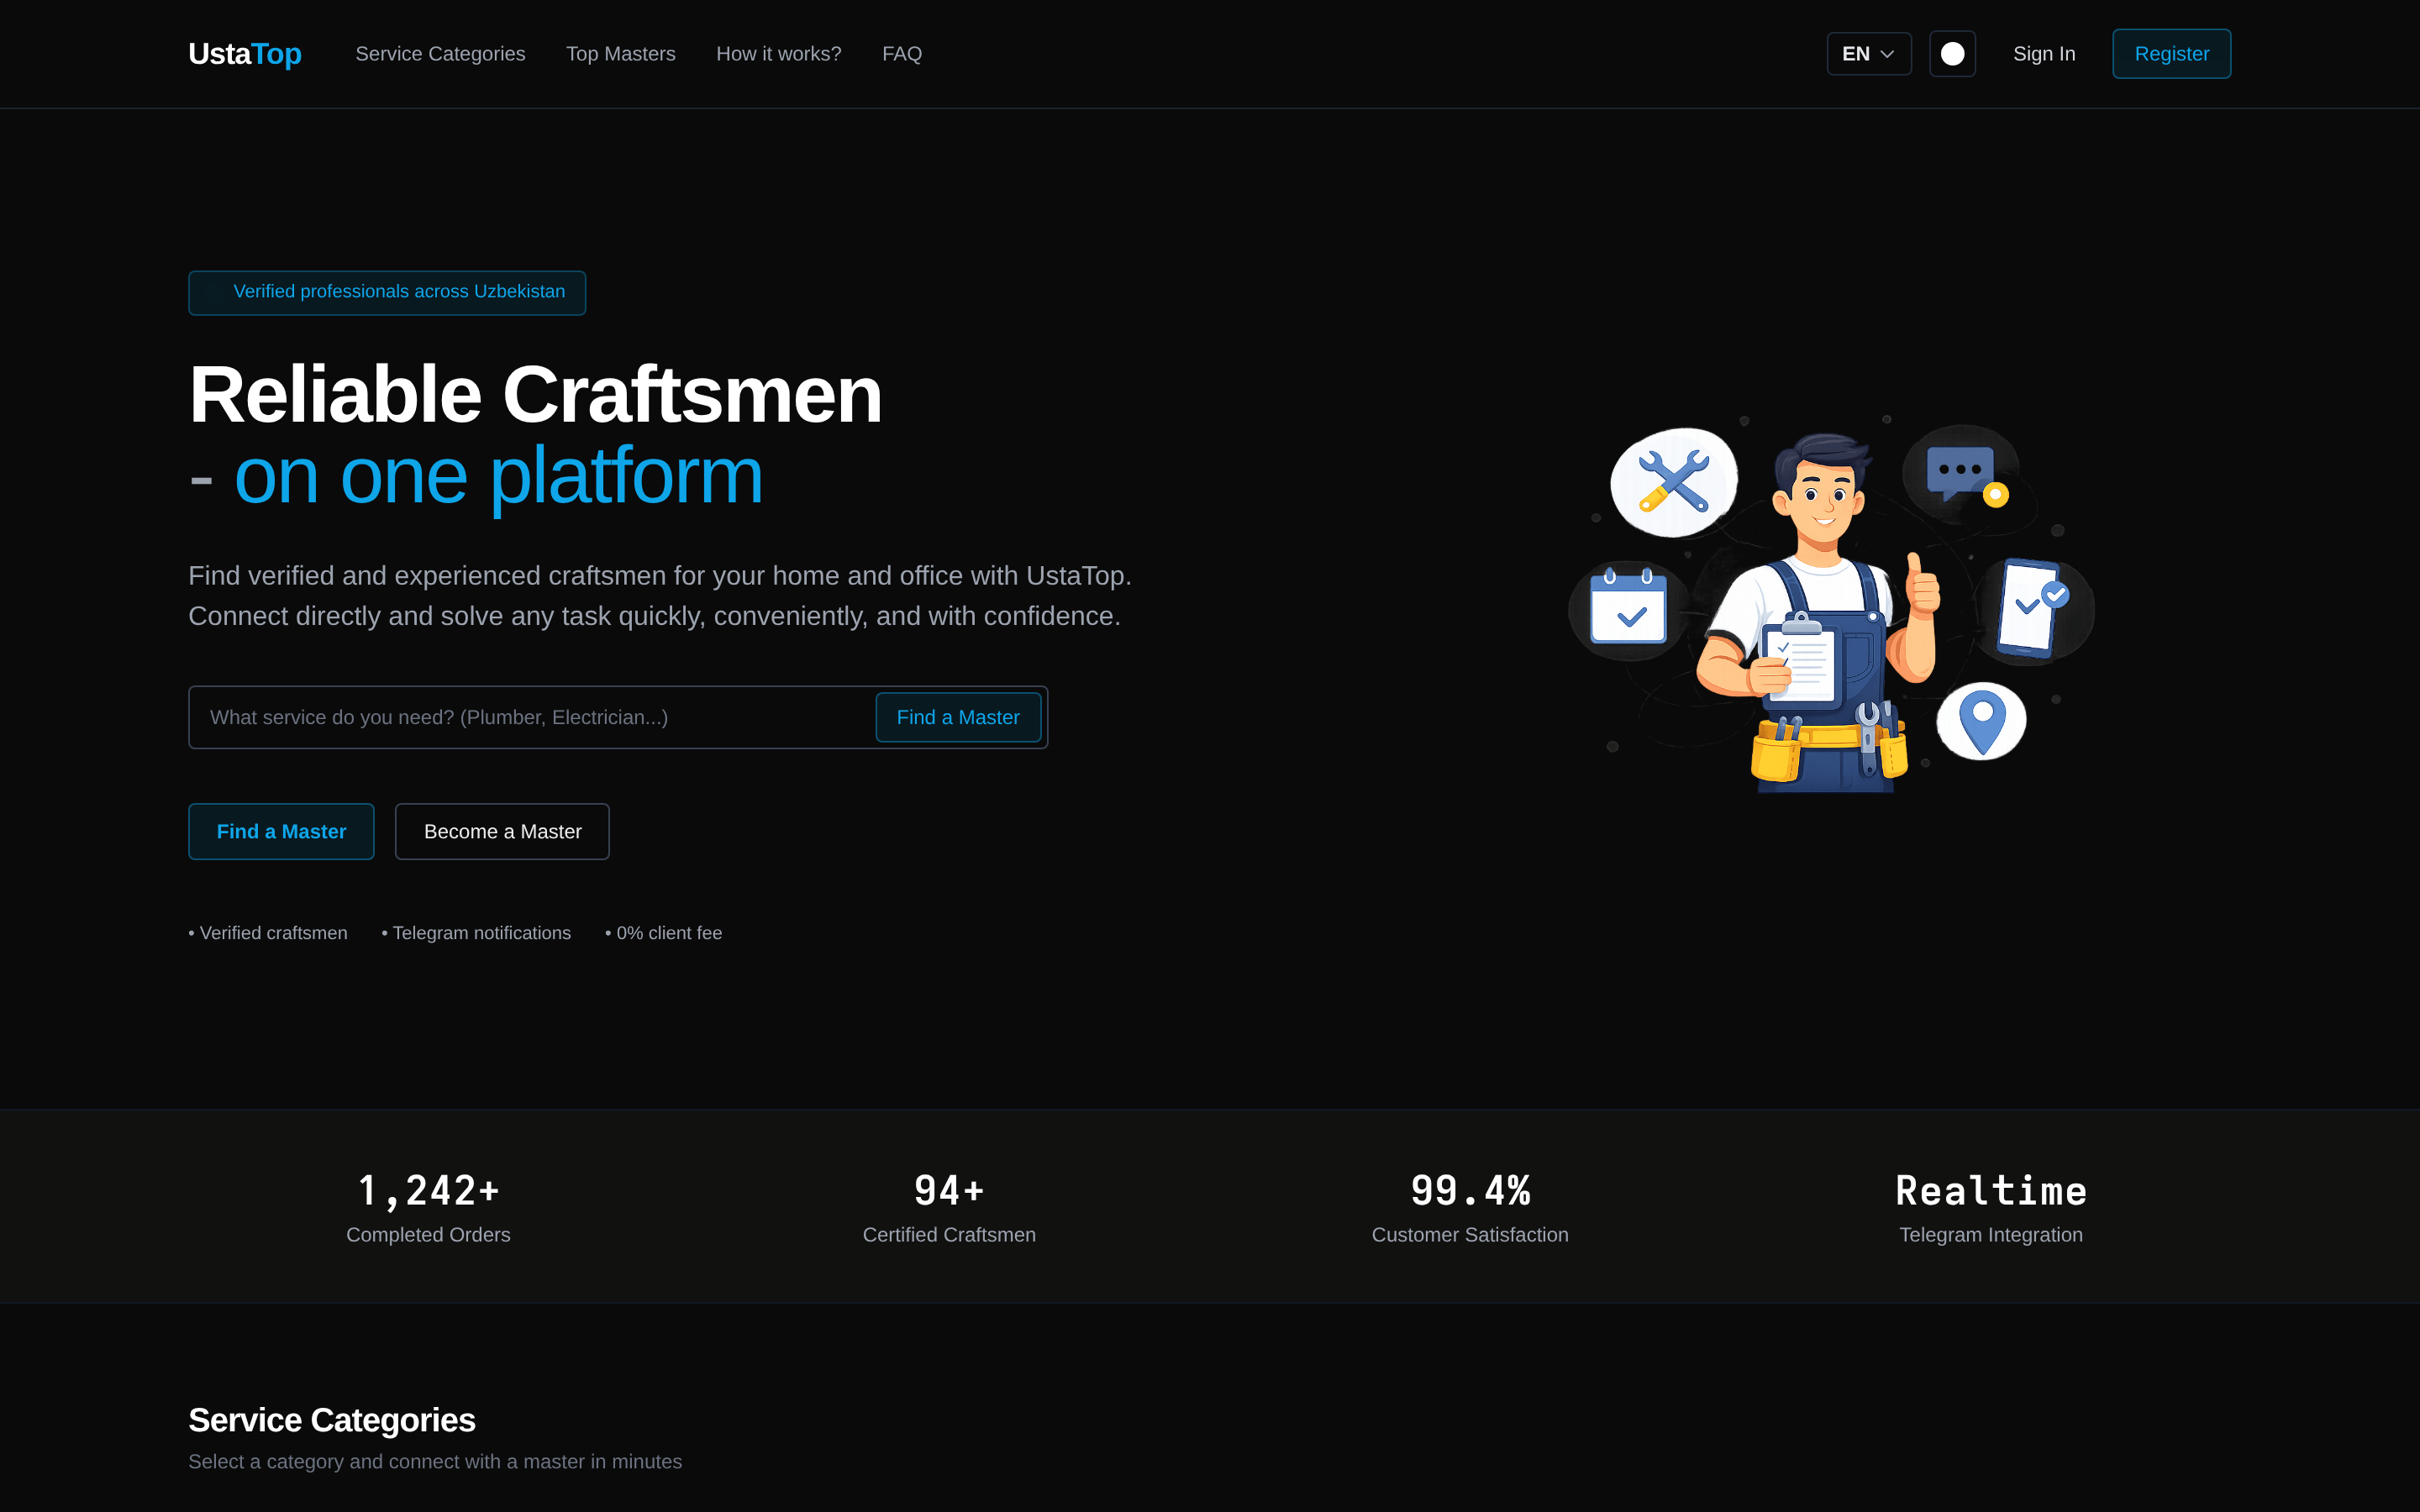 UstaTop
Service Categories
Top Masters
How it works?
FAQ
EN
Sign In
Register
Verified professionals across Uzbekistan
Reliable Craftsmen
- on one platform
Find verified and experienced craftsmen for your home and office with UstaTop.
Connect directly and solve any task quickly, conveniently, and with confidence.
What service do you need? (Plumber, Electrician...)
Find a Master
Find a Master
Become a Master
• Verified craftsmen
• Telegram notifications
• 0% client fee
1,242+
Completed Orders
94+
Certified Craftsmen
99.4%
Customer Satisfaction
Realtime
Telegram Integration
Service Categories
Select a category and connect with a master in minutes